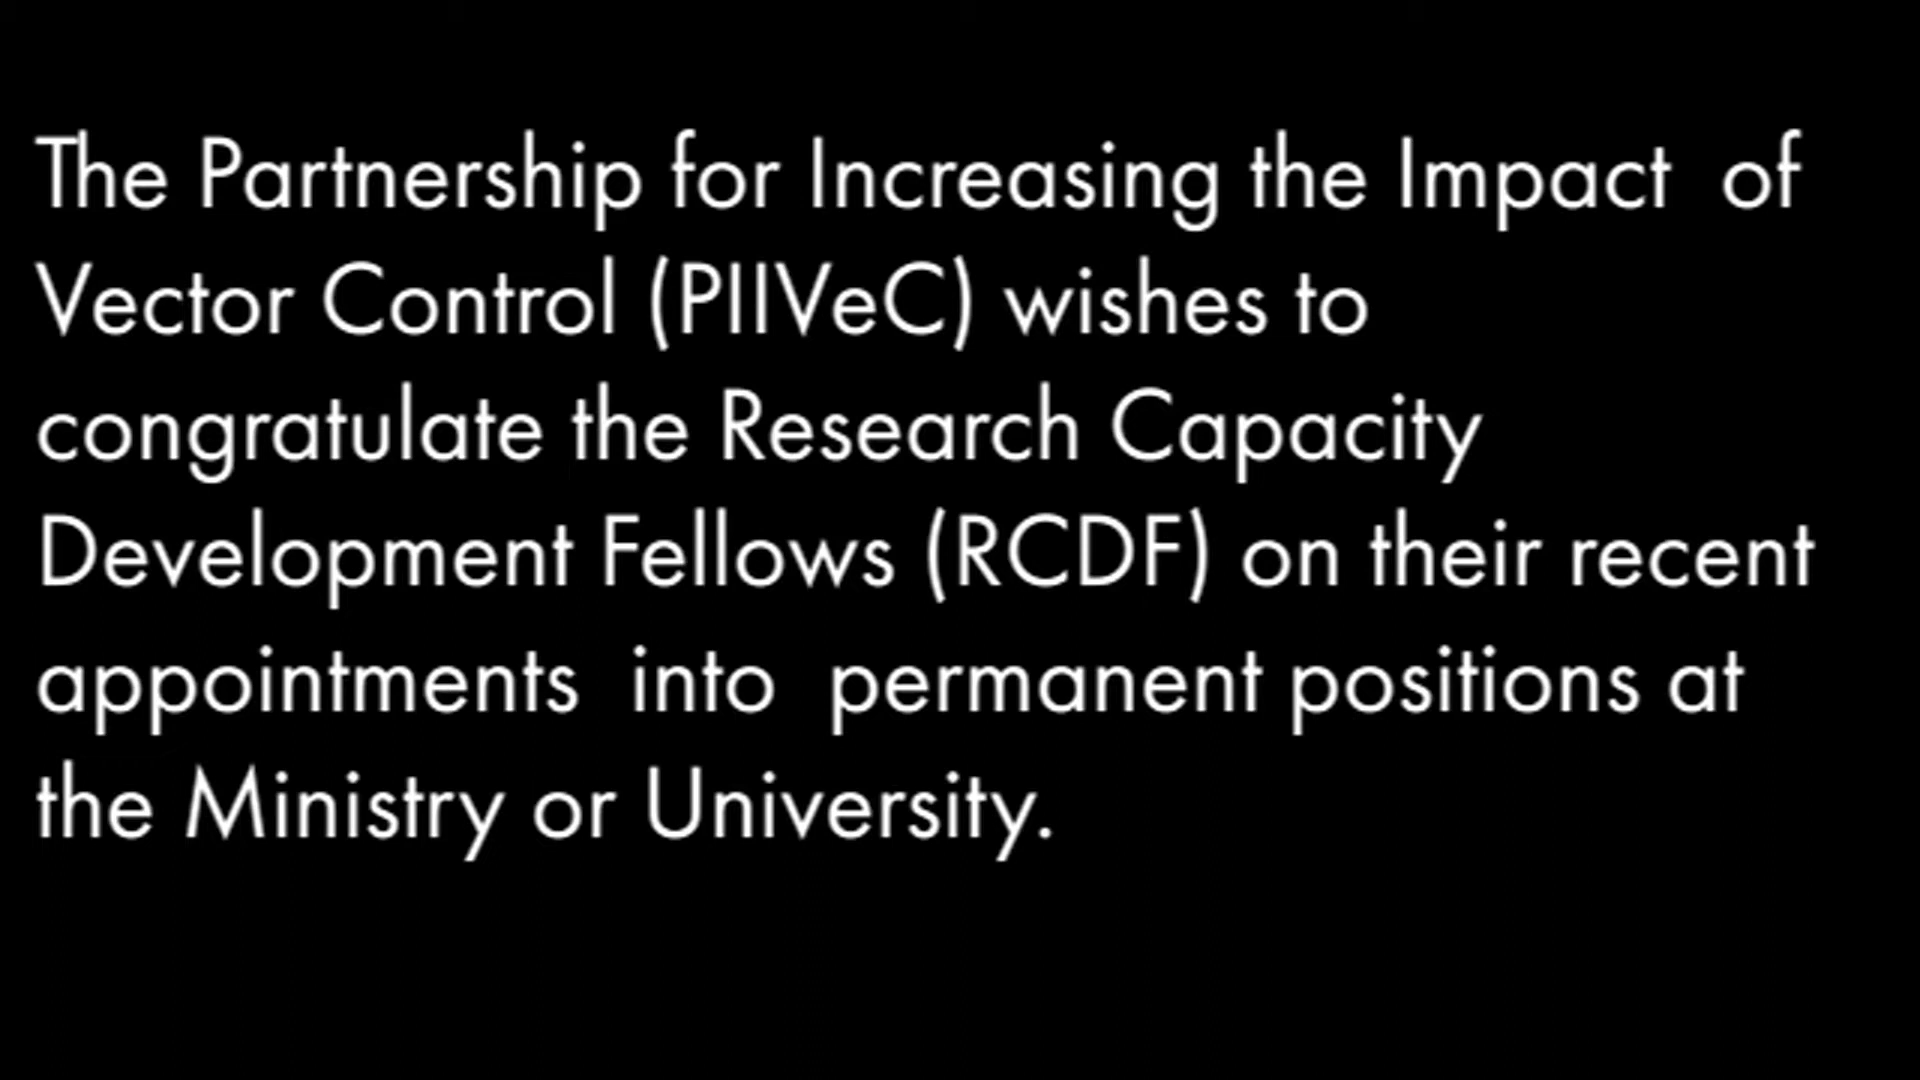 The Partnership for Increasing the Impact  of
Vector Control (PIIVeC) wishes to
congratulate the Research Capacity
Development Fellows (RCDF) on their recent
appointments  into  permanent positions at
the Ministry or University.